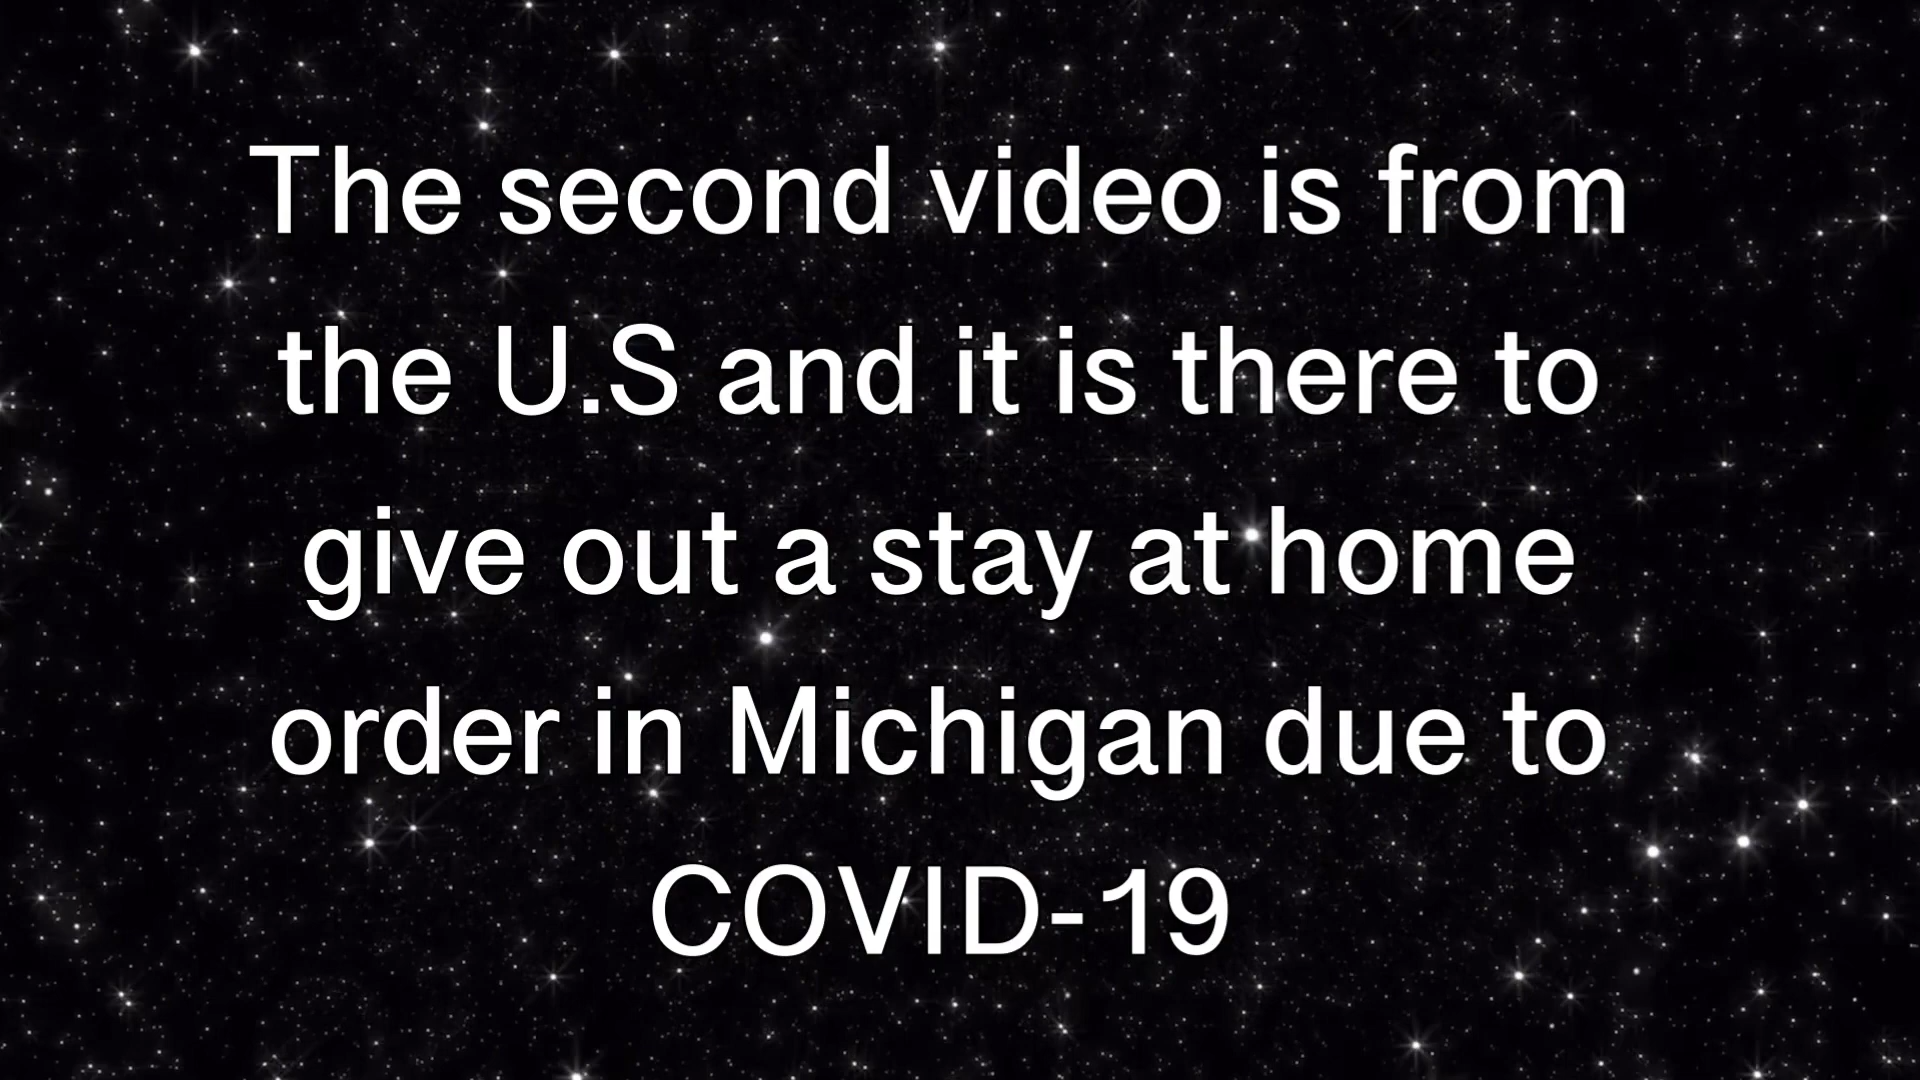 The second video is from
the U.S and it is there to
give out a stay at home
order in Michigan due to
COVID-19